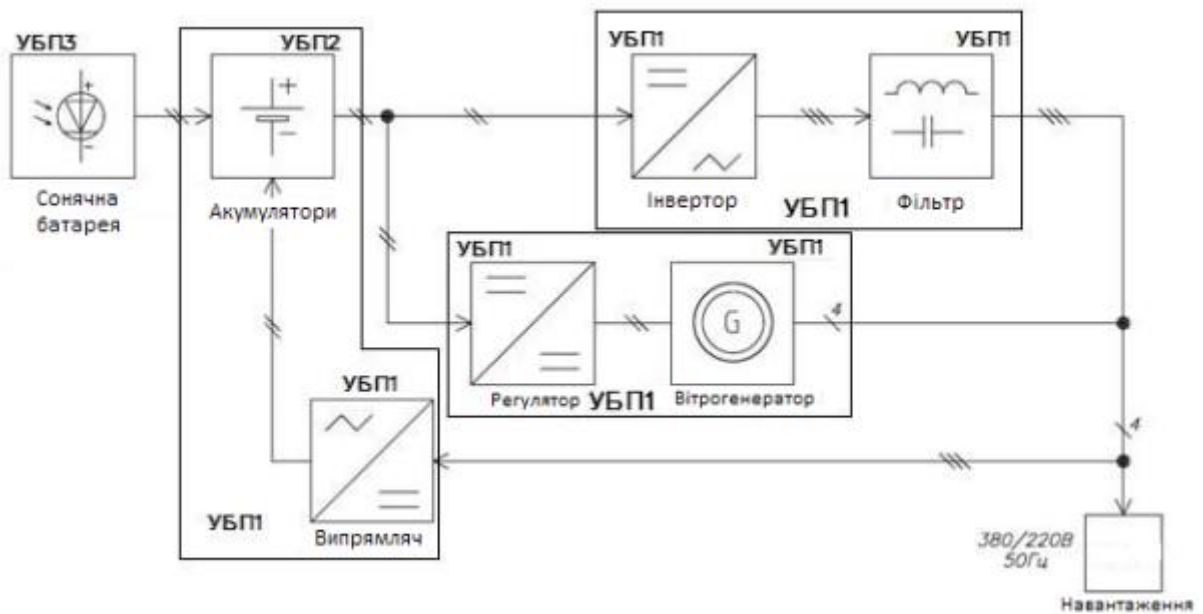 УБП3
УБП2
УБП1
УБП1
+
−
+
−
Сонячна
батарея
Акумулятори
Інвертор
УБП1
Фільтр
УБП1
УБП1
G
4
Регулятор
УБП1
Вітрогенератор
УБП1
4
УБП1
Випрямляч
380/220В
50Гц
Навантаження